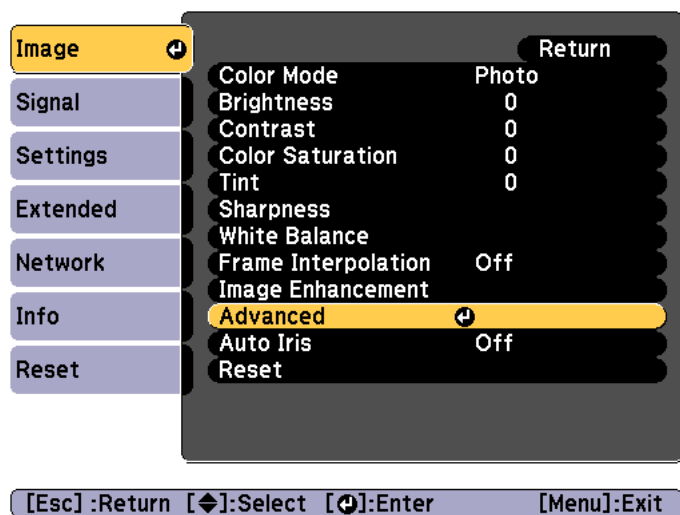 Image
Signal
Settings
Extended
Network
Info
Reset
Return
Color Mode Photo
Brightness 0
Contrast 0
Color Saturation 0
Tint 0
Sharpness
White Balance
Frame Interpolation Off
Image Enhancement
Advanced
Auto Iris Off
Reset
[Esc] :Return [◆]:Select [↵]:Enter [Menu]:Exit